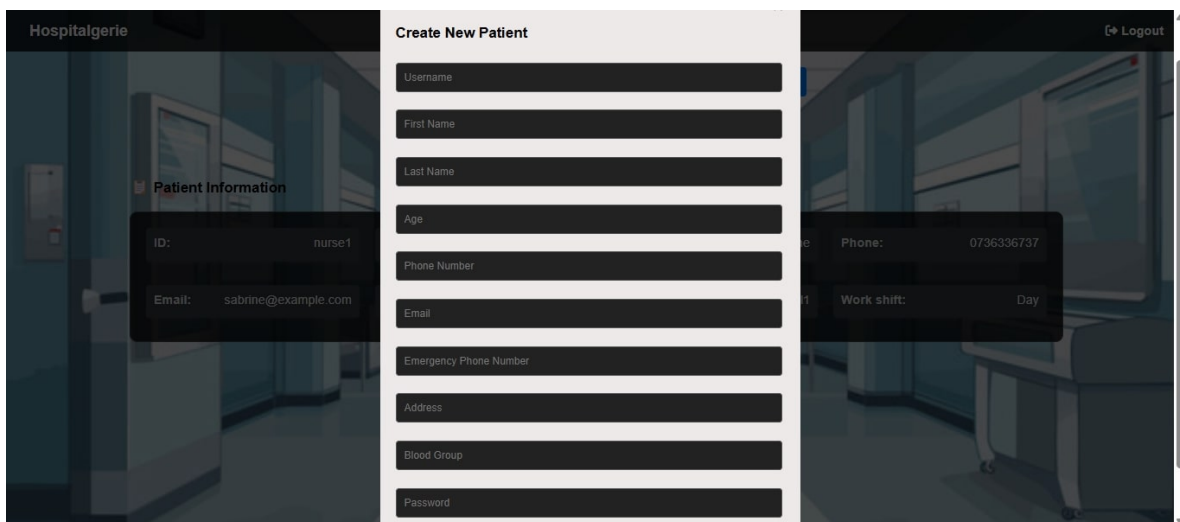 Hospitalgerie
Logout
Create New Patient
Username
First Name
Last Name
Age
Phone Number
Email
Emergency Phone Number
Address
Blood Group
Password
Patient Information
ID: nurse1
Phone: 0736336737
Email: sabrine@example.com
Work shift: Day